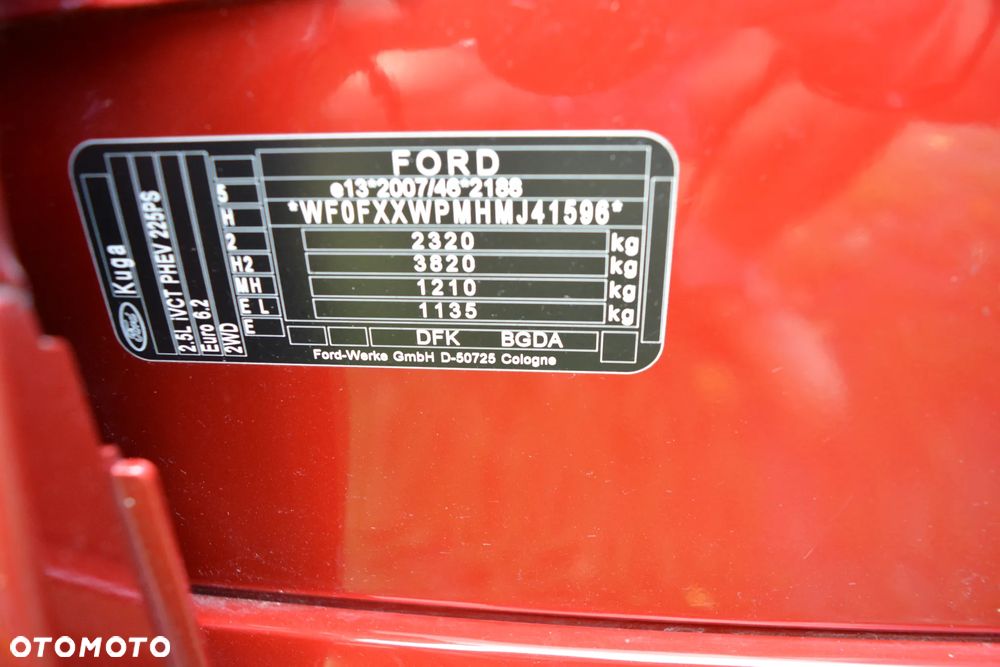 FORD
e13*2007/46*2188
*WF0FXXWPMHMJ41596*
2320 kg
3820 kg
1210 kg
1135 kg
DFK BGDA
Ford-Werke GmbH D-50725 Cologne
Ford
Kuga
2.5L iVCT PHEV 225PS
Euro 6.2
2WD
5
H
2
H2
MH
E L
E
OTOMOTO